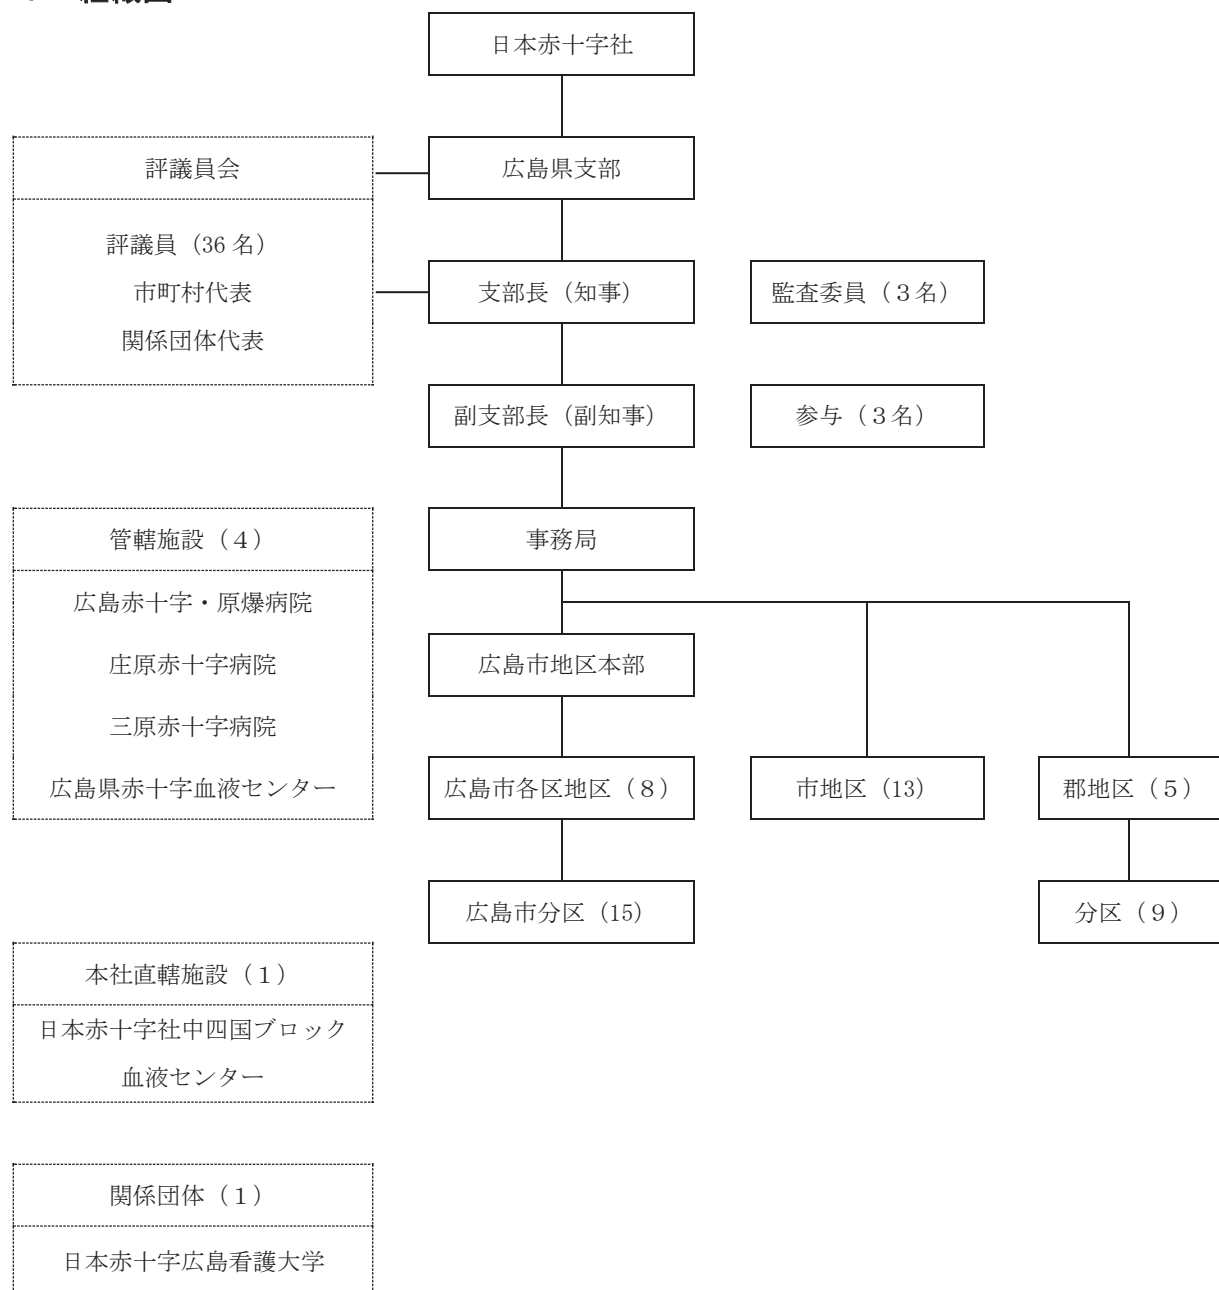 組織図
日本赤十字社
評議員会
広島県支部
評議員（36 名）
市町村代表
関係団体代表
支部長（知事）
監査委員（３名）
副支部長（副知事）
参与（３名）
管轄施設（４）
事務局
広島赤十字・原爆病院
庄原赤十字病院
広島市地区本部
三原赤十字病院
広島県赤十字血液センター
広島市各区地区（８）
市地区（13）
郡地区（５）
広島市分区（15）
分区（９）
本社直轄施設（１）
日本赤十字社中四国ブロック
血液センター
関係団体（１）
日本赤十字広島看護大学